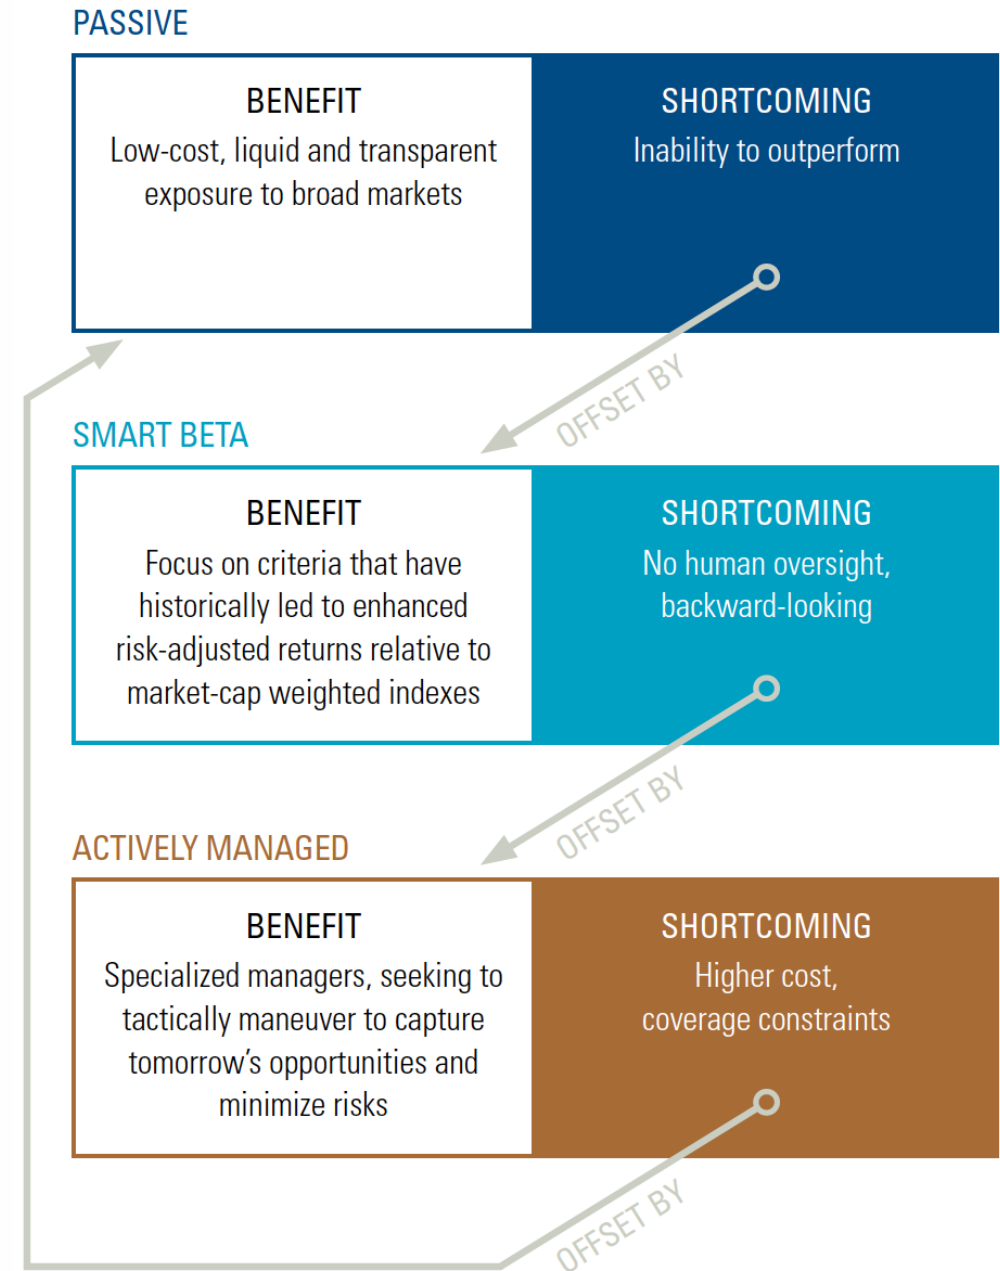 PASSIVE
BENEFIT
Low-cost, liquid and transparent
exposure to broad markets
SHORTCOMING
Inability to outperform
OFFSET BY
SMART BETA
BENEFIT
Focus on criteria that have
historically led to enhanced
risk-adjusted returns relative to
market-cap weighted indexes
SHORTCOMING
No human oversight,
backward-looking
OFFSET BY
ACTIVELY MANAGED
BENEFIT
Specialized managers, seeking to
tactically maneuver to capture
tomorrow’s opportunities and
minimize risks
SHORTCOMING
Higher cost,
coverage constraints
OFFSET BY